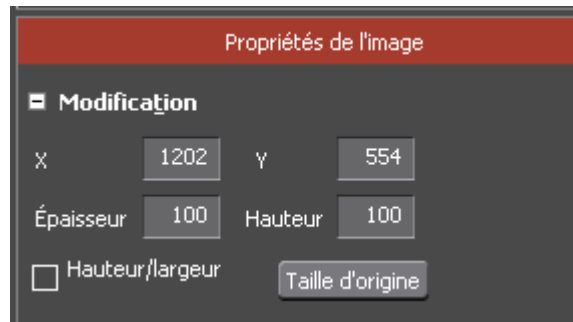 Propriétés de l'image
Modification
X 1202 Y 554
Épaisseur 100 Hauteur 100
Hauteur/largeur Taille d'origine